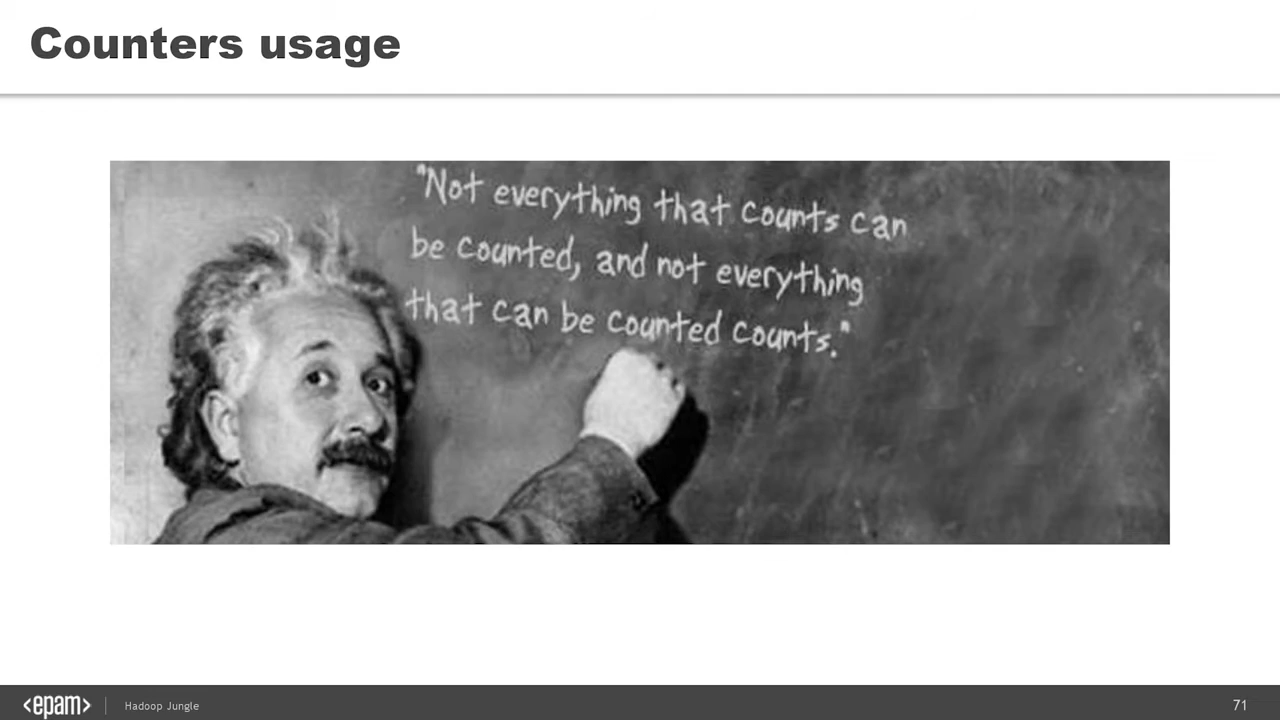 Counters usage
"Not everything that counts can
be counted, and not everything
that can be counted counts."
<epam>
Hadoop Jungle
71